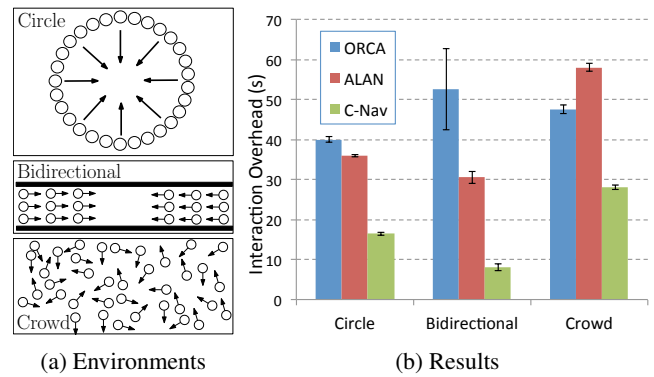 Circle
Bidirectional
Crowd
(a) Environments
Interaction Overhead (s)
70
60
50
40
30
20
10
0
ORCA
ALAN
C-Nav
Circle Bidirectional Crowd
(b) Results